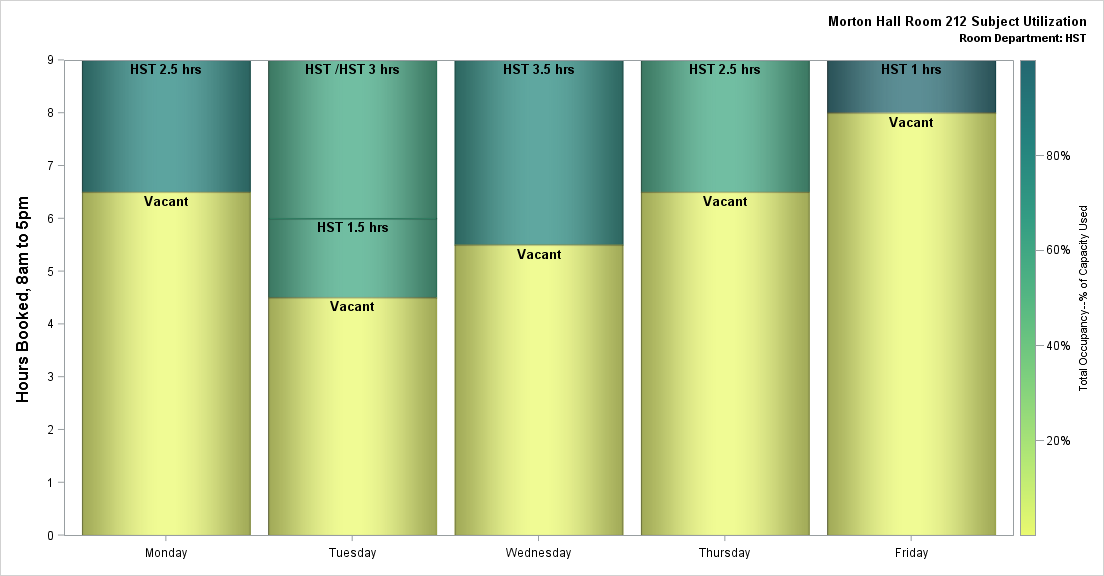 Morton Hall Room 212 Subject Utilization
Room Department: HST
Hours Booked, 8am to 5pm
9
8
7
6
5
4
3
2
1
0
HST 2.5 hrs
Vacant
HST /HST 3 hrs
HST 1.5 hrs
Vacant
HST 3.5 hrs
Vacant
HST 2.5 hrs
Vacant
HST 1 hrs
Vacant
Monday
Tuesday
Wednesday
Thursday
Friday
80%
60%
40%
20%
Total Occupancy--% of Capacity Used